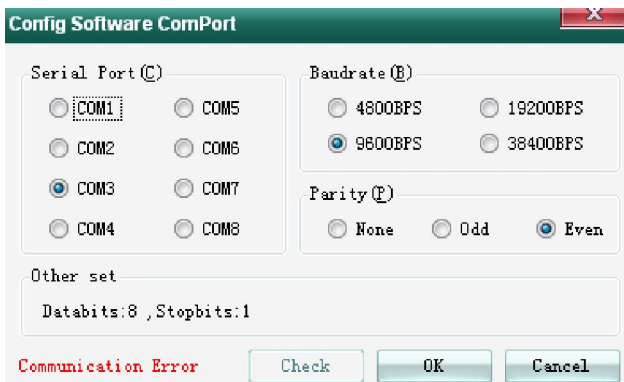 Config Software ComPort
Serial Port(C)
COM1 COM5
COM2 COM6
COM3 COM7
COM4 COM8
Baudrate(B)
4800BPS 19200BPS
9600BPS 38400BPS
Parity(P)
None Odd Even
Other set
Databits:8 ,Stopbits:1
Communication Error Check OK Cancel